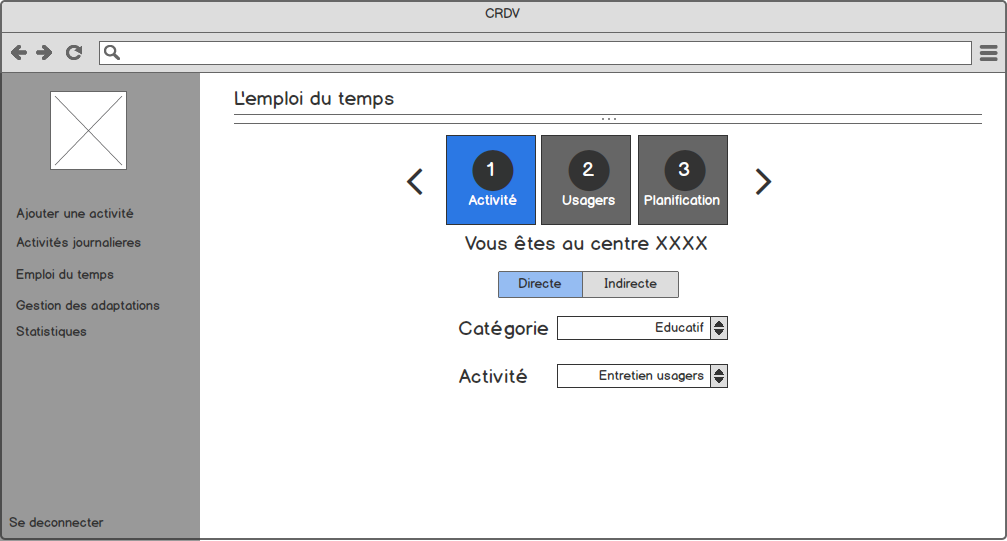 CRDV
L'emploi du temps
...
1
Activité
2
Usagers
3
Planification
Vous êtes au centre XXXX
Directe
Indirecte
Catégorie
Educatif
Activité
Entretien usagers
Ajouter une activité
Activités journalieres
Emploi du temps
Gestion des adaptations
Statistiques
Se deconnecter